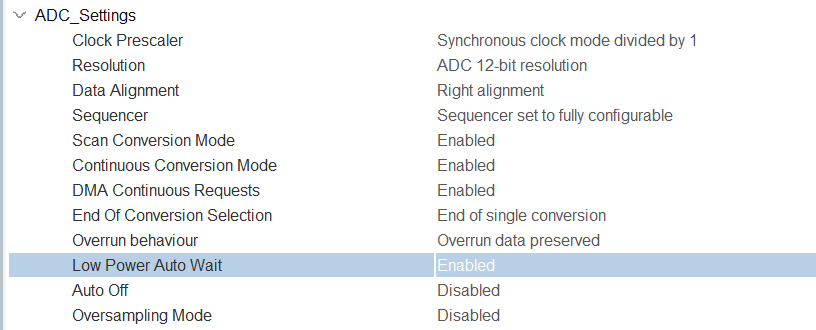 ADC_Settings
Clock Prescaler Synchronous clock mode divided by 1
Resolution ADC 12-bit resolution
Data Alignment Right alignment
Sequencer Sequencer set to fully configurable
Scan Conversion Mode Enabled
Continuous Conversion Mode Enabled
DMA Continuous Requests Enabled
End Of Conversion Selection End of single conversion
Overrun behaviour Overrun data preserved
Low Power Auto Wait Enabled
Auto Off Disabled
Oversampling Mode Disabled